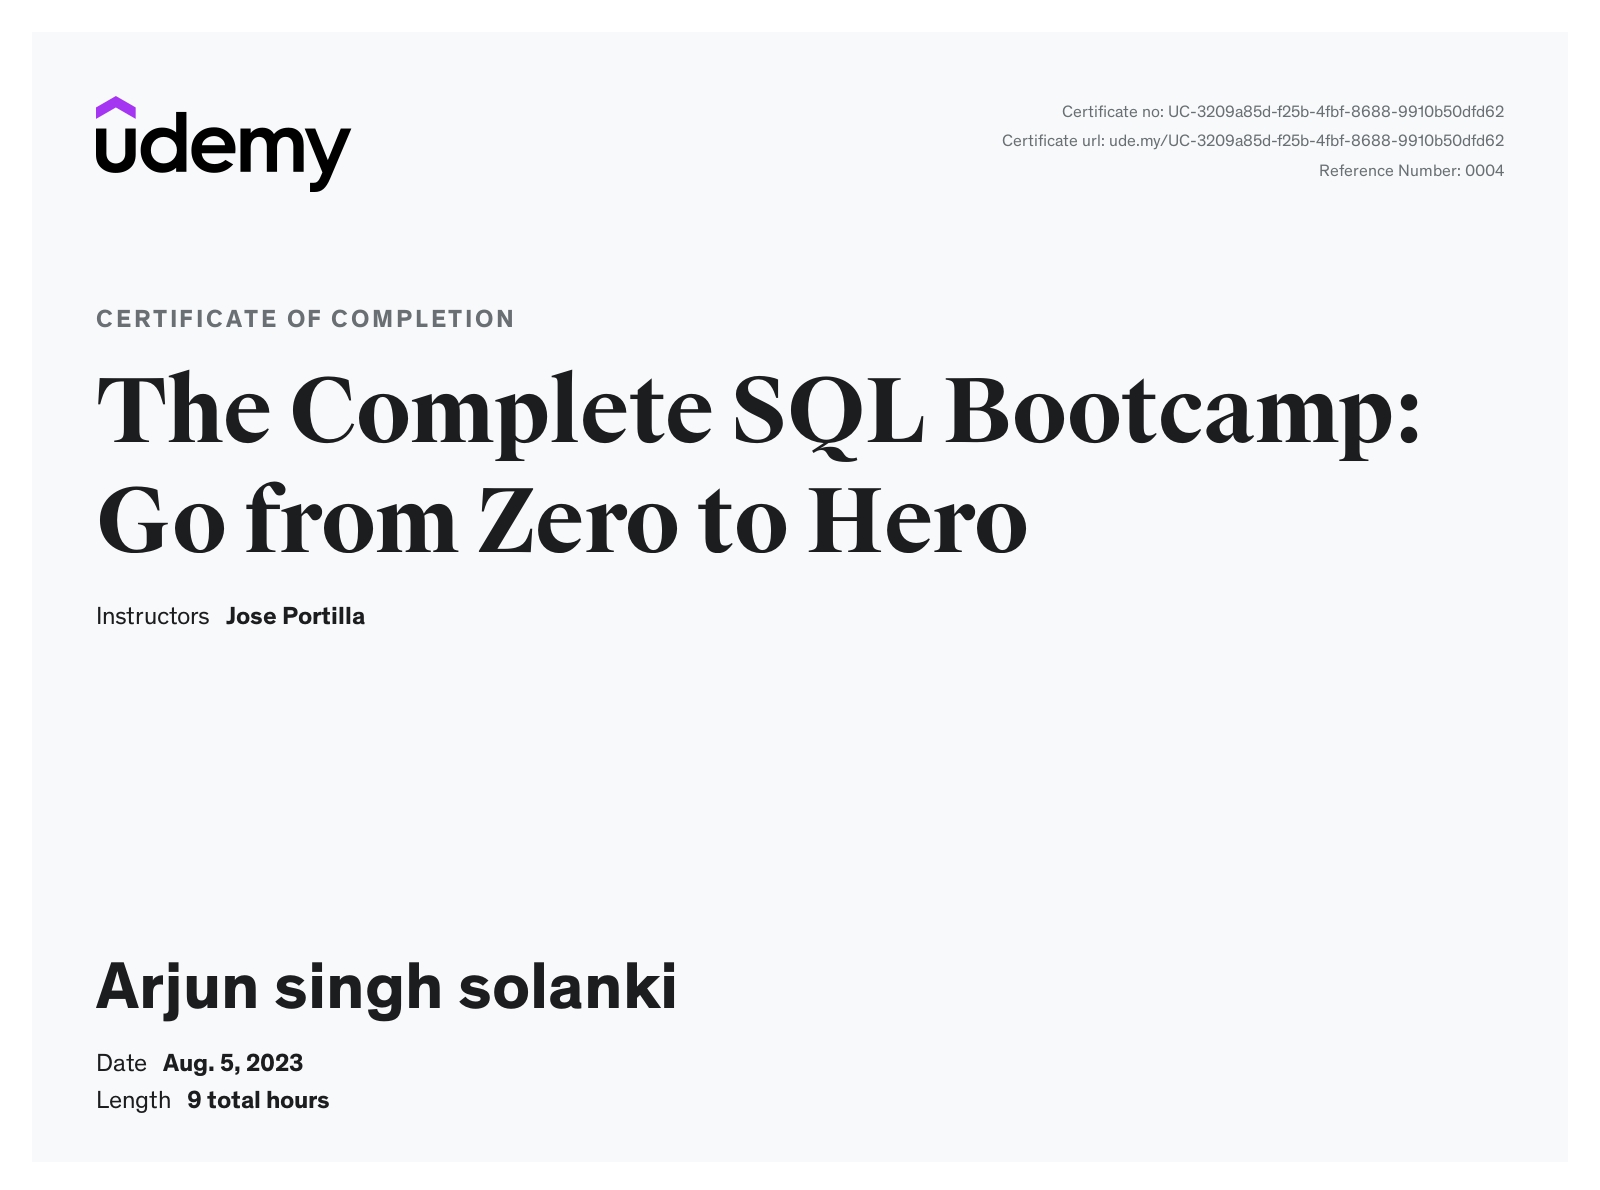 udemy
Certificate no: UC-3209a85d-f25b-4fbf-8688-9910b50dfd62
Certificate url: ude.my/UC-3209a85d-f25b-4fbf-8688-9910b50dfd62
Reference Number: 0004
CERTIFICATE OF COMPLETION
The Complete SQL Bootcamp:
Go from Zero to Hero
Instructors Jose Portilla
Arjun singh solanki
Date Aug. 5, 2023
Length 9 total hours